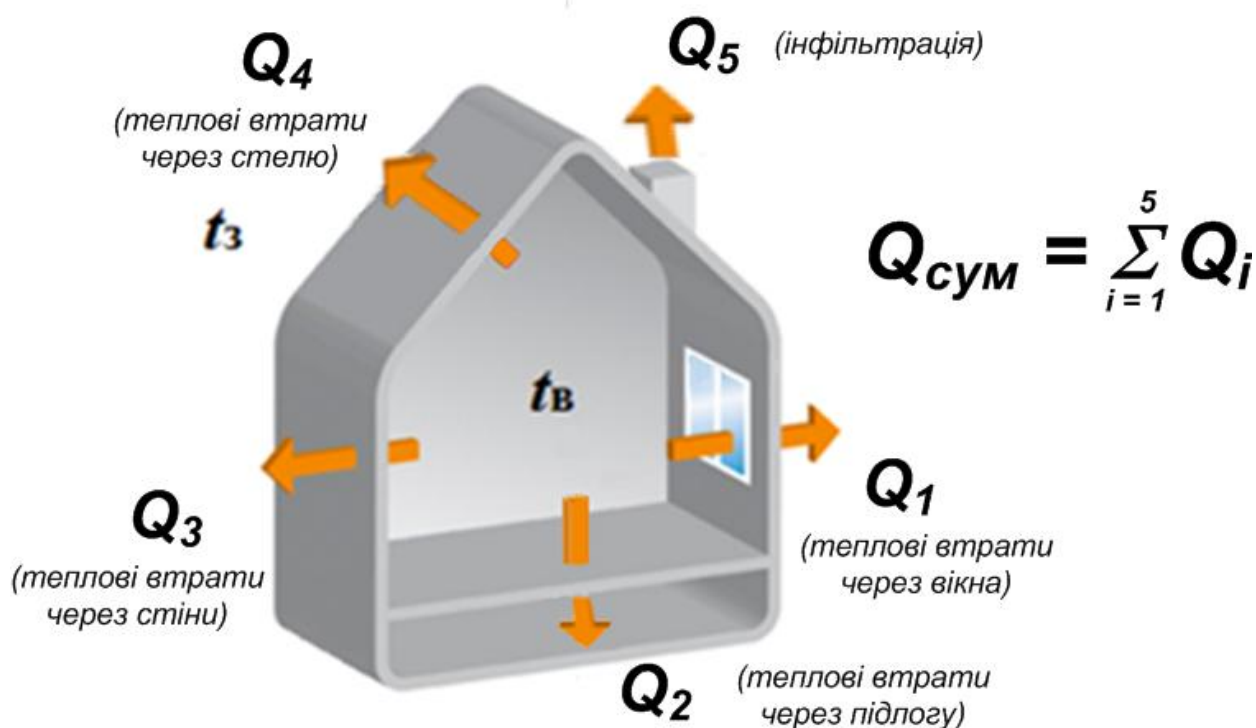 Q5 (інфільтрація)
Q4
(теплові втрати
через стелю)
tз
Qсум = 5 Σ i = 1 Qi
tв
Q1
(теплові втрати
через вікна)
Q3
(теплові втрати
через стіни)
Q2
(теплові втрати
через підлогу)